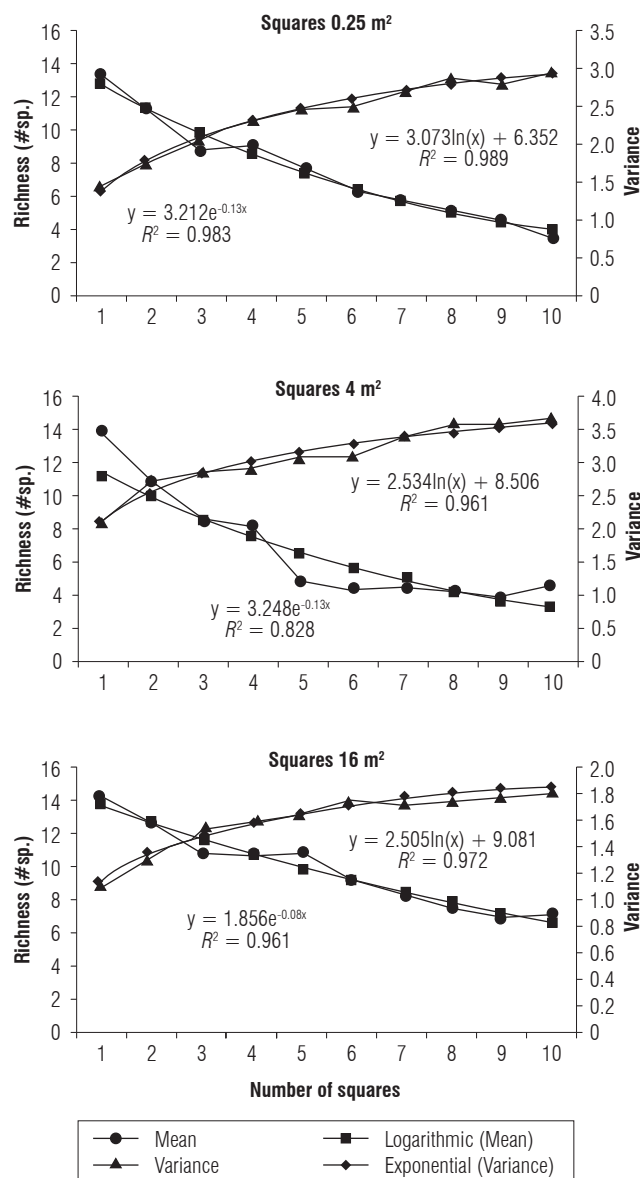 Squares 0.25 m²
Richness (#sp.)
16
14
12
10
8
6
4
2
0
3.5
3.0
2.5
2.0
1.5
1.0
0.5
0
Variance
y = 3.073ln(x) + 6.352
R² = 0.989
y = 3.212e^-0.13x
R² = 0.983
1 2 3 4 5 6 7 8 9 10
Squares 4 m²
Richness (#sp.)
16
14
12
10
8
6
4
2
0
4.0
3.5
3.0
2.5
2.0
1.5
1.0
0.5
0
Variance
y = 2.534ln(x) + 8.506
R² = 0.961
y = 3.248e^-0.13x
R² = 0.828
1 2 3 4 5 6 7 8 9 10
Squares 16 m²
Richness (#sp.)
16
14
12
10
8
6
4
2
0
2.0
1.8
1.6
1.4
1.2
1.0
0.8
0.6
0.4
0.2
0
Variance
y = 2.505ln(x) + 9.081
R² = 0.972
y = 1.856e^-0.08x
R² = 0.961
1 2 3 4 5 6 7 8 9 10
Number of squares
Mean Logarithmic (Mean)
Variance Exponential (Variance)